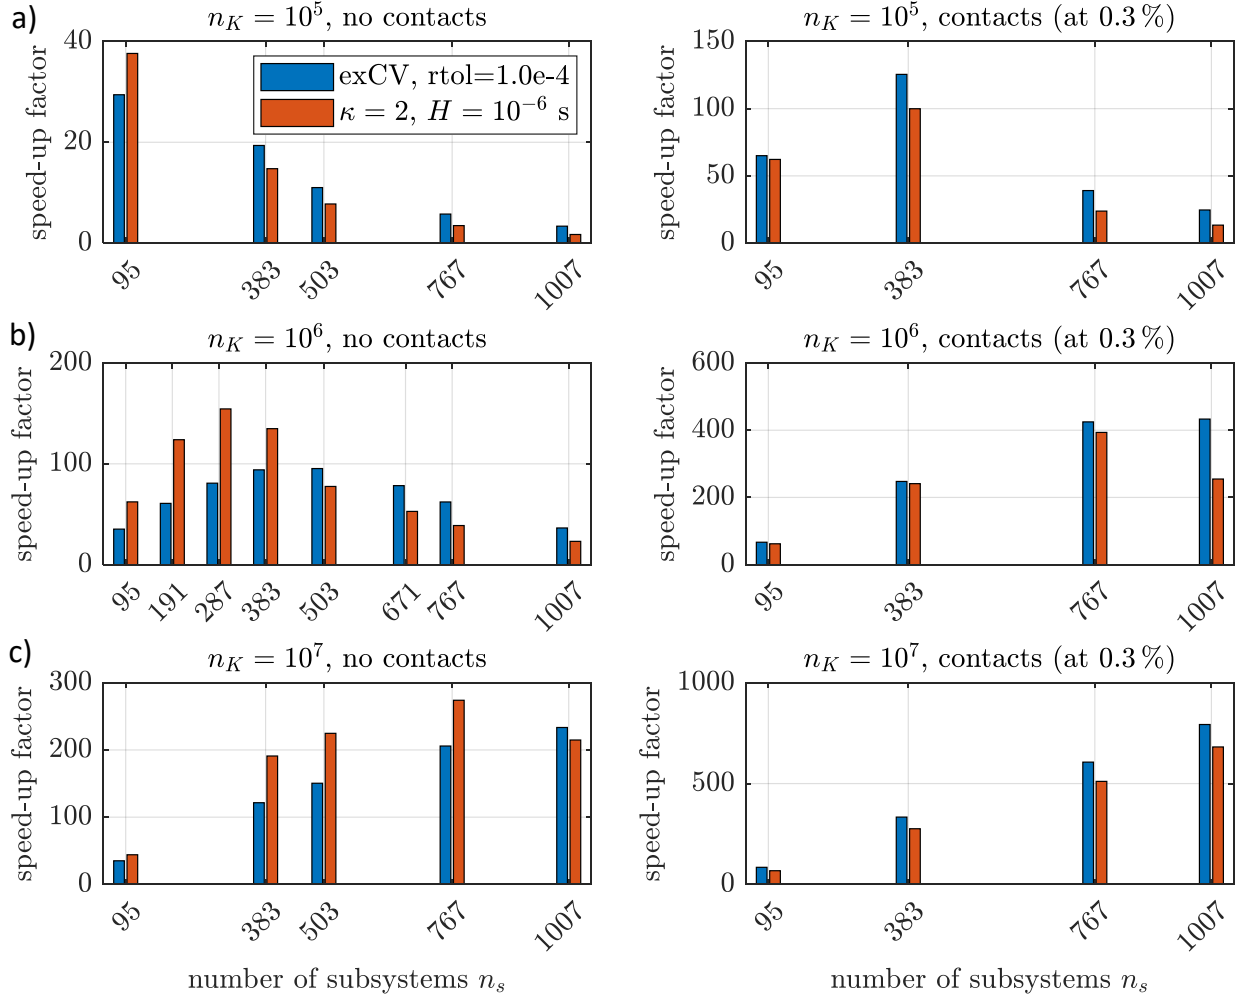 a)
n_K = 10^5, no contacts
speed-up factor
40
20
0
exCV, rtol=1.0e-4
κ = 2, H = 10^{-6} s
95
383
503
767
1007
n_K = 10^5, contacts (at 0.3 %)
speed-up factor
150
100
50
0
95
383
767
1007
b)
n_K = 10^6, no contacts
speed-up factor
200
100
0
95
191
287
383
503
671
767
1007
n_K = 10^6, contacts (at 0.3 %)
speed-up factor
600
400
200
0
95
383
767
1007
c)
n_K = 10^7, no contacts
speed-up factor
300
200
100
0
95
383
503
767
1007
number of subsystems n_s
n_K = 10^7, contacts (at 0.3 %)
speed-up factor
1000
500
0
95
383
767
1007
number of subsystems n_s